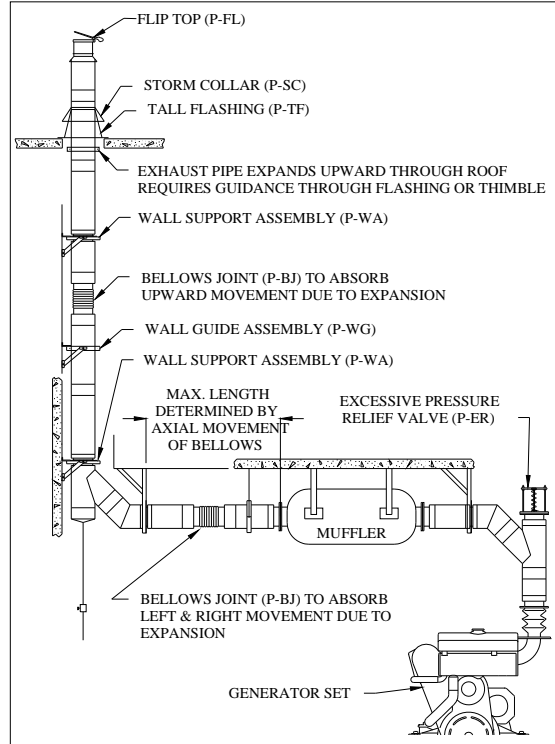 FLIP TOP (P-FL)
STORM COLLAR (P-SC)
TALL FLASHING (P-TF)
EXHAUST PIPE EXPANDS UPWARD THROUGH ROOF
REQUIRES GUIDANCE THROUGH FLASHING OR THIMBLE
WALL SUPPORT ASSEMBLY (P-WA)
BELLOWS JOINT (P-BJ) TO ABSORB
UPWARD MOVEMENT DUE TO EXPANSION
WALL GUIDE ASSEMBLY (P-WG)
WALL SUPPORT ASSEMBLY (P-WA)
MAX. LENGTH
DETERMINED BY
AXIAL MOVEMENT
OF BELLOWS
EXCESSIVE PRESSURE
RELIEF VALVE (P-ER)
MUFFLER
BELLOWS JOINT (P-BJ) TO ABSORB
LEFT & RIGHT MOVEMENT DUE TO
EXPANSION
GENERATOR SET